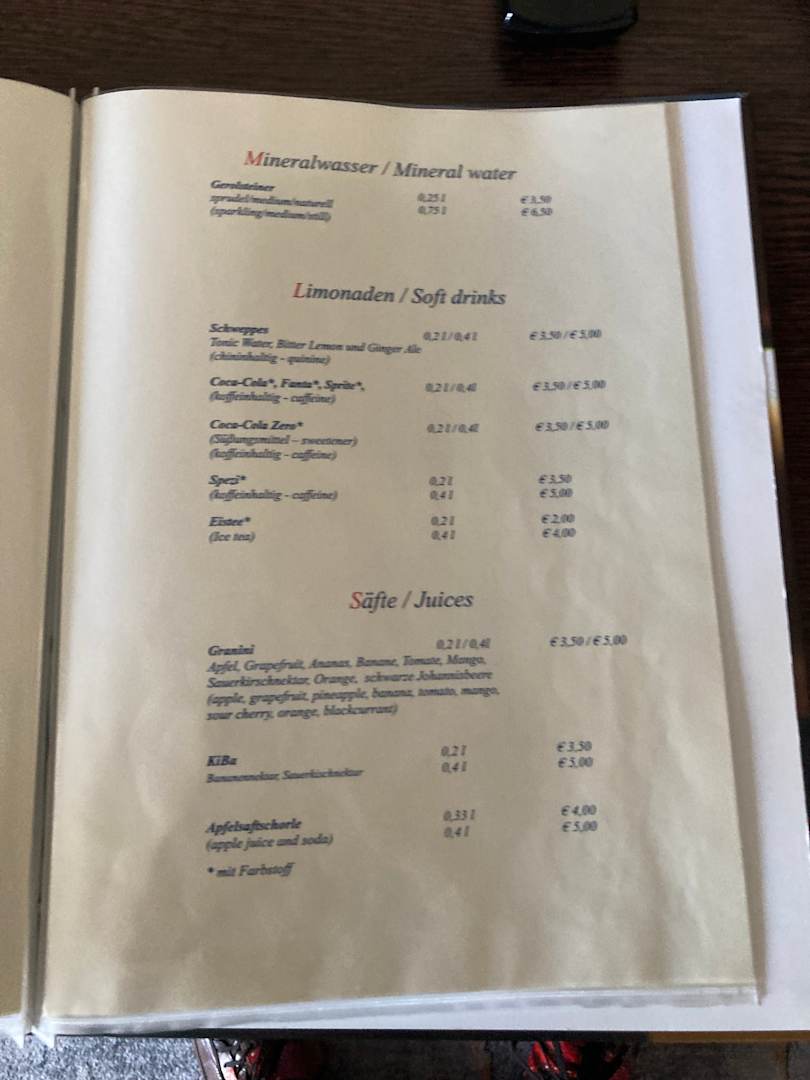 Mineralwasser / Mineral water
Gerolsteiner
sprudel/medium/naturell 0,25 l € 3,50
(sparkling/medium/still) 0,75 l € 6,50
Limonaden / Soft drinks
Schweppes 0,2 l / 0,4 l € 3,50 / € 5,00
Tonic Water, Bitter Lemon und Ginger Ale
(chininhaltig - quinine)
Coca-Cola*, Fanta*, Sprite*, 0,2 l / 0,4l € 3,50 / € 5,00
(koffeinhaltig - caffeine)
Coca-Cola Zero* 0,2 l / 0,4l € 3,50 / € 5,00
(Süßungsmittel – sweetener)
(koffeinhaltig - caffeine)
Spezi* 0,2 l € 3,50
(koffeinhaltig - caffeine) 0,4 l € 5,00
Eistee* 0,2 l € 2,00
(Ice tea) 0,4 l € 4,00
Säfte / Juices
Granini 0,2 l / 0,4l € 3,50 / € 5,00
Apfel, Grapefruit, Ananas, Banane, Tomate, Mango,
Sauerkirschnektar, Orange, schwarze Johannisbeere
(apple, grapefruit, pineapple, banana, tomato, mango,
sour cherry, orange, blackcurrant)
KiBa 0,2 l € 3,50
Bananennektar, Sauerkischnektar 0,4 l € 5,00
Apfelsaftschorle 0,33 l € 4,00
(apple juice and soda) 0,4 l € 5,00
* mit Farbstoff